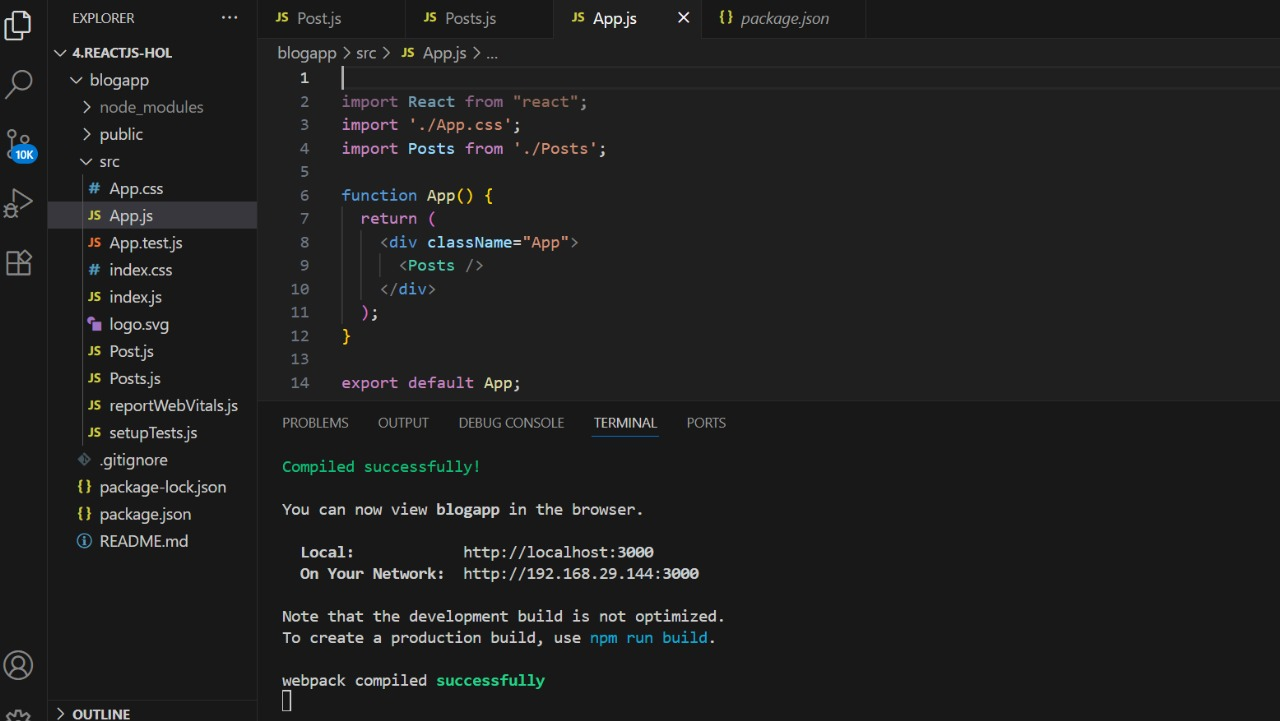 EXPLORER
4.REACTJS-HOL
blogapp
node_modules
public
src
App.css
App.js
App.test.js
index.css
index.js
logo.svg
Post.js
Posts.js
reportWebVitals.js
setupTests.js
.gitignore
package-lock.json
package.json
README.md
OUTLINE
10K
Post.js
Posts.js
App.js
package.json
blogapp > src > JS App.js > ...
1
2 import React from "react";
3 import './App.css';
4 import Posts from './Posts';
5
6 function App() {
7 return (
8 <div className="App">
9 <Posts />
10 </div>
11 );
12 }
13
14 export default App;
PROBLEMS OUTPUT DEBUG CONSOLE TERMINAL PORTS
Compiled successfully!
You can now view blogapp in the browser.
Local: http://localhost:3000
On Your Network: http://192.168.29.144:3000
Note that the development build is not optimized.
To create a production build, use npm run build.
webpack compiled successfully